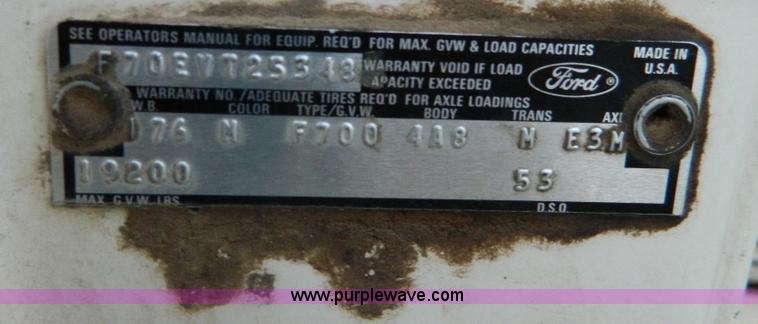 SEE OPERATORS MANUAL FOR EQUIP. REQ'D FOR MAX. GVW & LOAD CAPACITIES
F70EVT25348 WARRANTY VOID IF LOAD Ford ® MADE IN
CAPACITY EXCEEDED U.S.A.
WARRANTY NO./ADEQUATE TIRES REQ'D FOR AXLE LOADINGS
W.B. COLOR TYPE/G.V.W. BODY TRANS AXL
176 M F700 4A8 M E3M
19200 53
MAX. G.V.W. LBS. D.S.O.
www.purplewave.com